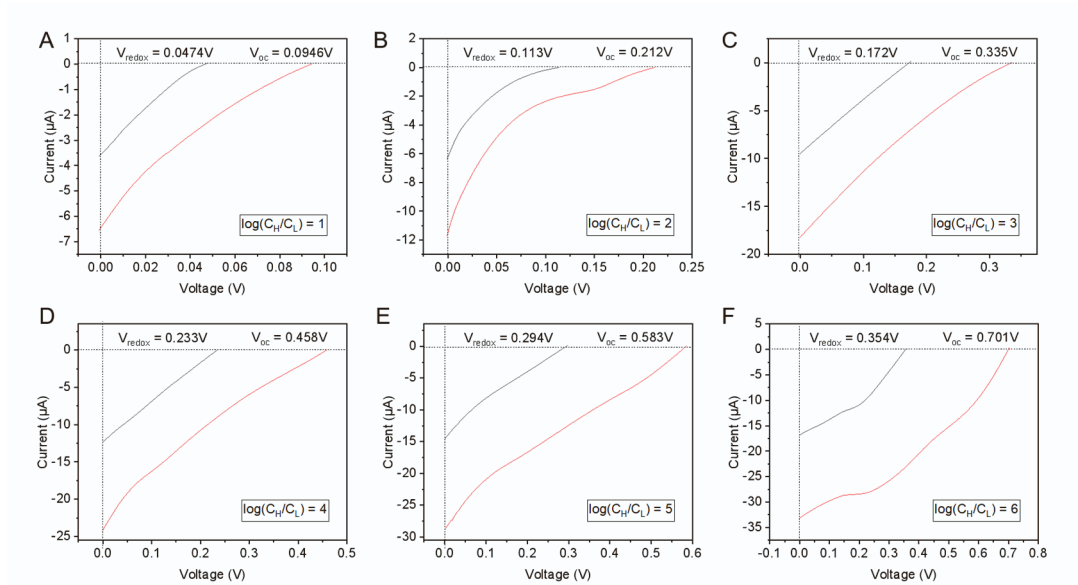 A
V_redox = 0.0474V V_oc = 0.0946V
1
0
-1
-2
-3
-4
-5
-6
-7
Current (µA)
log(C_H/C_L) = 1
0.00 0.02 0.04 0.06 0.08 0.10
Voltage (V)
B
V_redox = 0.113V V_oc = 0.212V
2
0
-2
-4
-6
-8
-10
-12
Current (µA)
log(C_H/C_L) = 2
0.00 0.05 0.10 0.15 0.20 0.25
Voltage (V)
C
V_redox = 0.172V V_oc = 0.335V
5
0
-5
-10
-15
-20
Current (µA)
log(C_H/C_L) = 3
0.0 0.1 0.2 0.3
Voltage (V)
D
V_redox = 0.233V V_oc = 0.458V
0
-5
-10
-15
-20
-25
Current (µA)
log(C_H/C_L) = 4
0.0 0.1 0.2 0.3 0.4 0.5
Voltage (V)
E
V_redox = 0.294V V_oc = 0.583V
5
0
-5
-10
-15
-20
-25
-30
Current (µA)
log(C_H/C_L) = 5
0.0 0.1 0.2 0.3 0.4 0.5 0.6
Voltage (V)
F
V_redox = 0.354V V_oc = 0.701V
5
0
-5
-10
-15
-20
-25
-30
-35
Current (µA)
log(C_H/C_L) = 6
-0.1 0.0 0.1 0.2 0.3 0.4 0.5 0.6 0.7 0.8
Voltage (V)